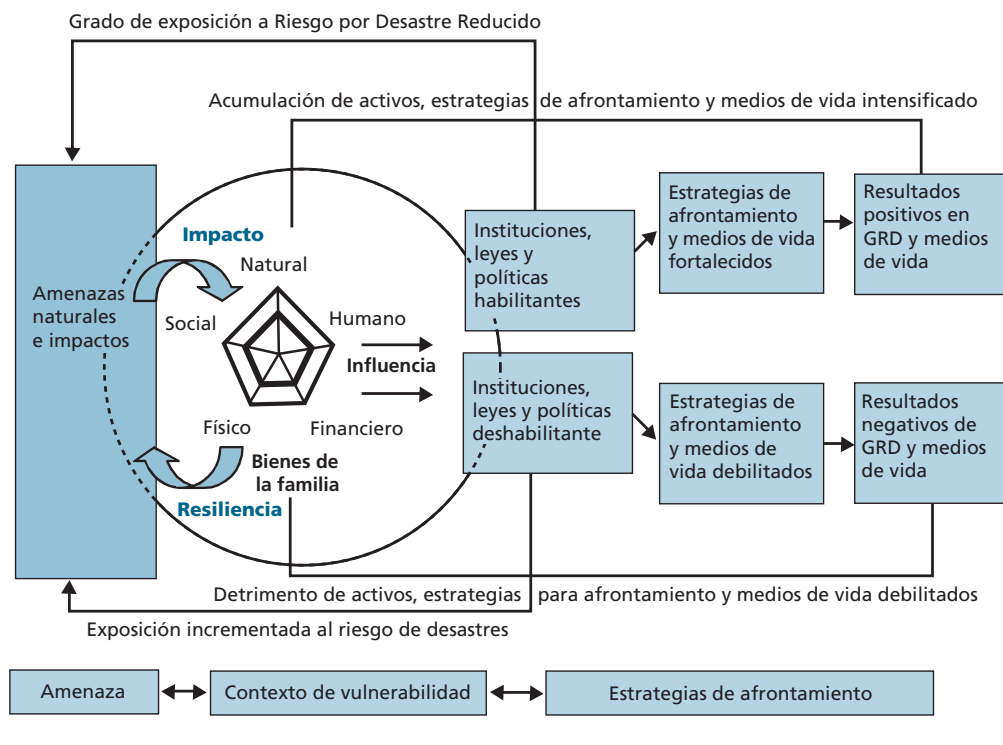 Grado de exposición a Riesgo por Desastre Reducido
Acumulación de activos, estrategias de afrontamiento y medios de vida intensificado
Amenazas
naturales
e impactos
Impacto
Natural
Social
Humano
Influencia
Físico
Financiero
Bienes de
la familia
Resiliencia
Instituciones,
leyes y
políticas
habilitantes
Estrategias de
afrontamiento
y medios de vida
fortalecidos
Resultados
positivos en
GRD y medios
de vida
Instituciones,
leyes y políticas
deshabilitante
Estrategias de
afrontamiento
y medios de
vida debilitados
Resultados
negativos de
GRD y medios
de vida
Detrimento de activos, estrategias para afrontamiento y medios de vida debilitados
Exposición incrementada al riesgo de desastres
Amenaza
Contexto de vulnerabilidad
Estrategias de afrontamiento